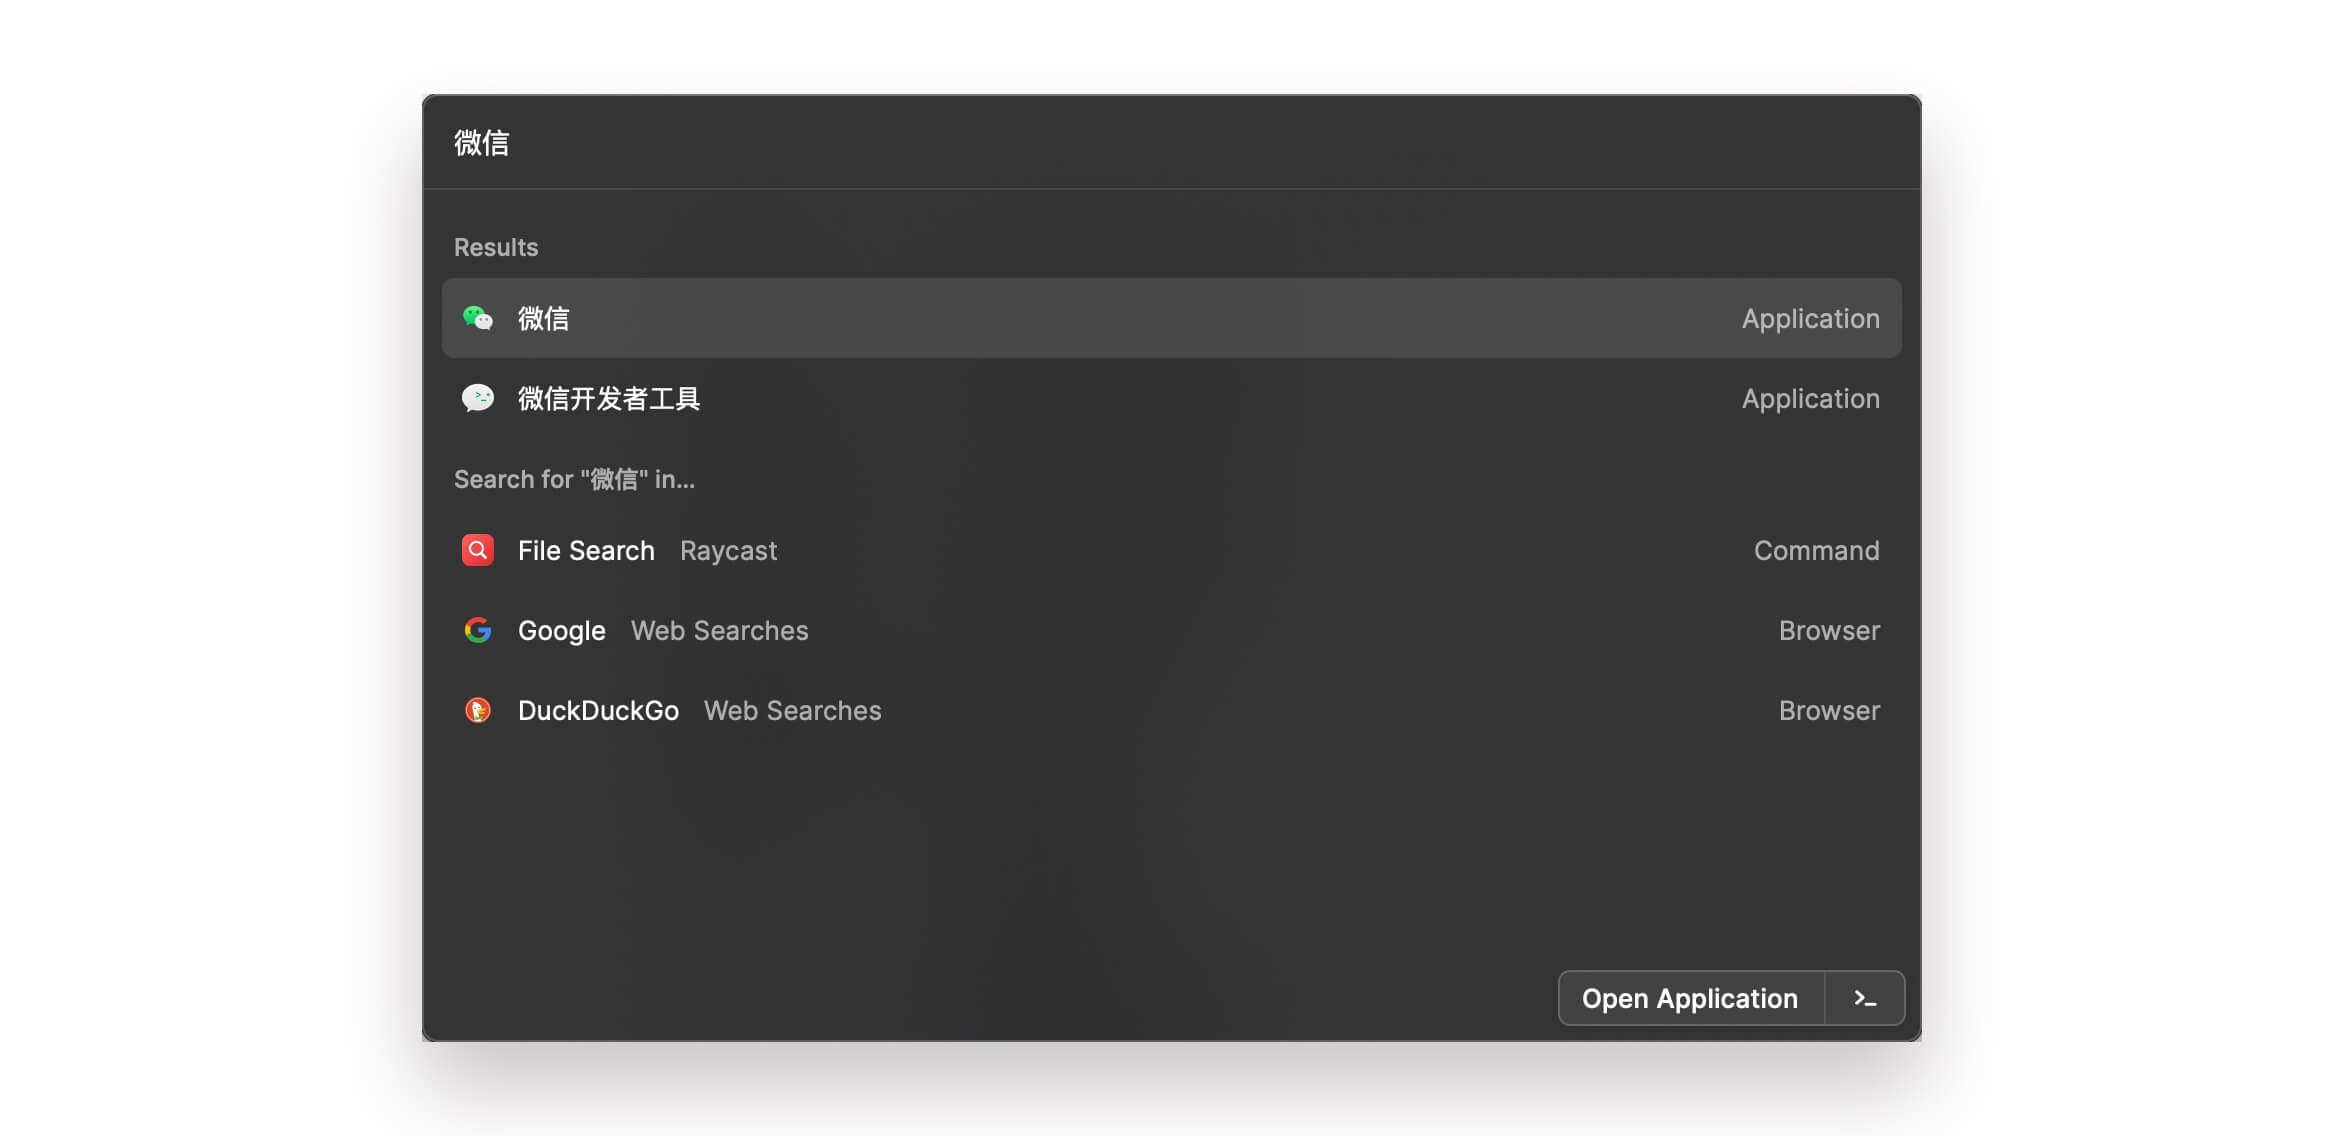 微信
Results
微信 Application
微信开发者工具 Application
Search for "微信" in...
File Search Raycast Command
Google Web Searches Browser
DuckDuckGo Web Searches Browser
Open Application >_